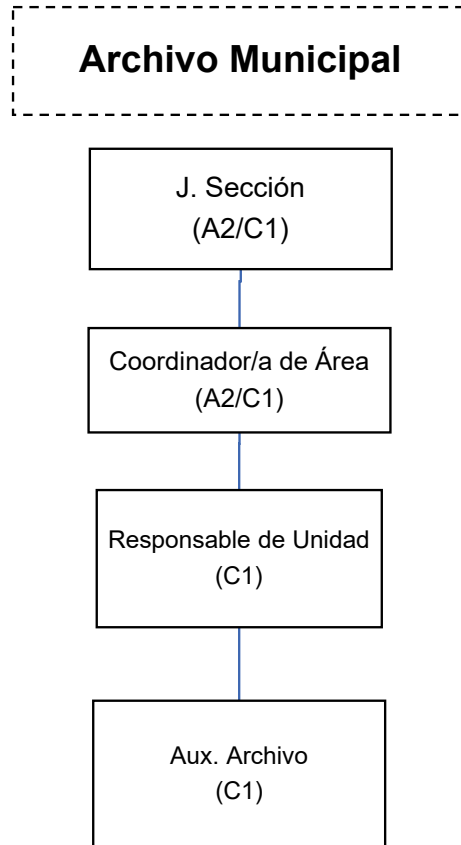 Archivo Municipal
J. Sección
(A2/C1)
Coordinador/a de Área
(A2/C1)
Responsable de Unidad
(C1)
Aux. Archivo
(C1)